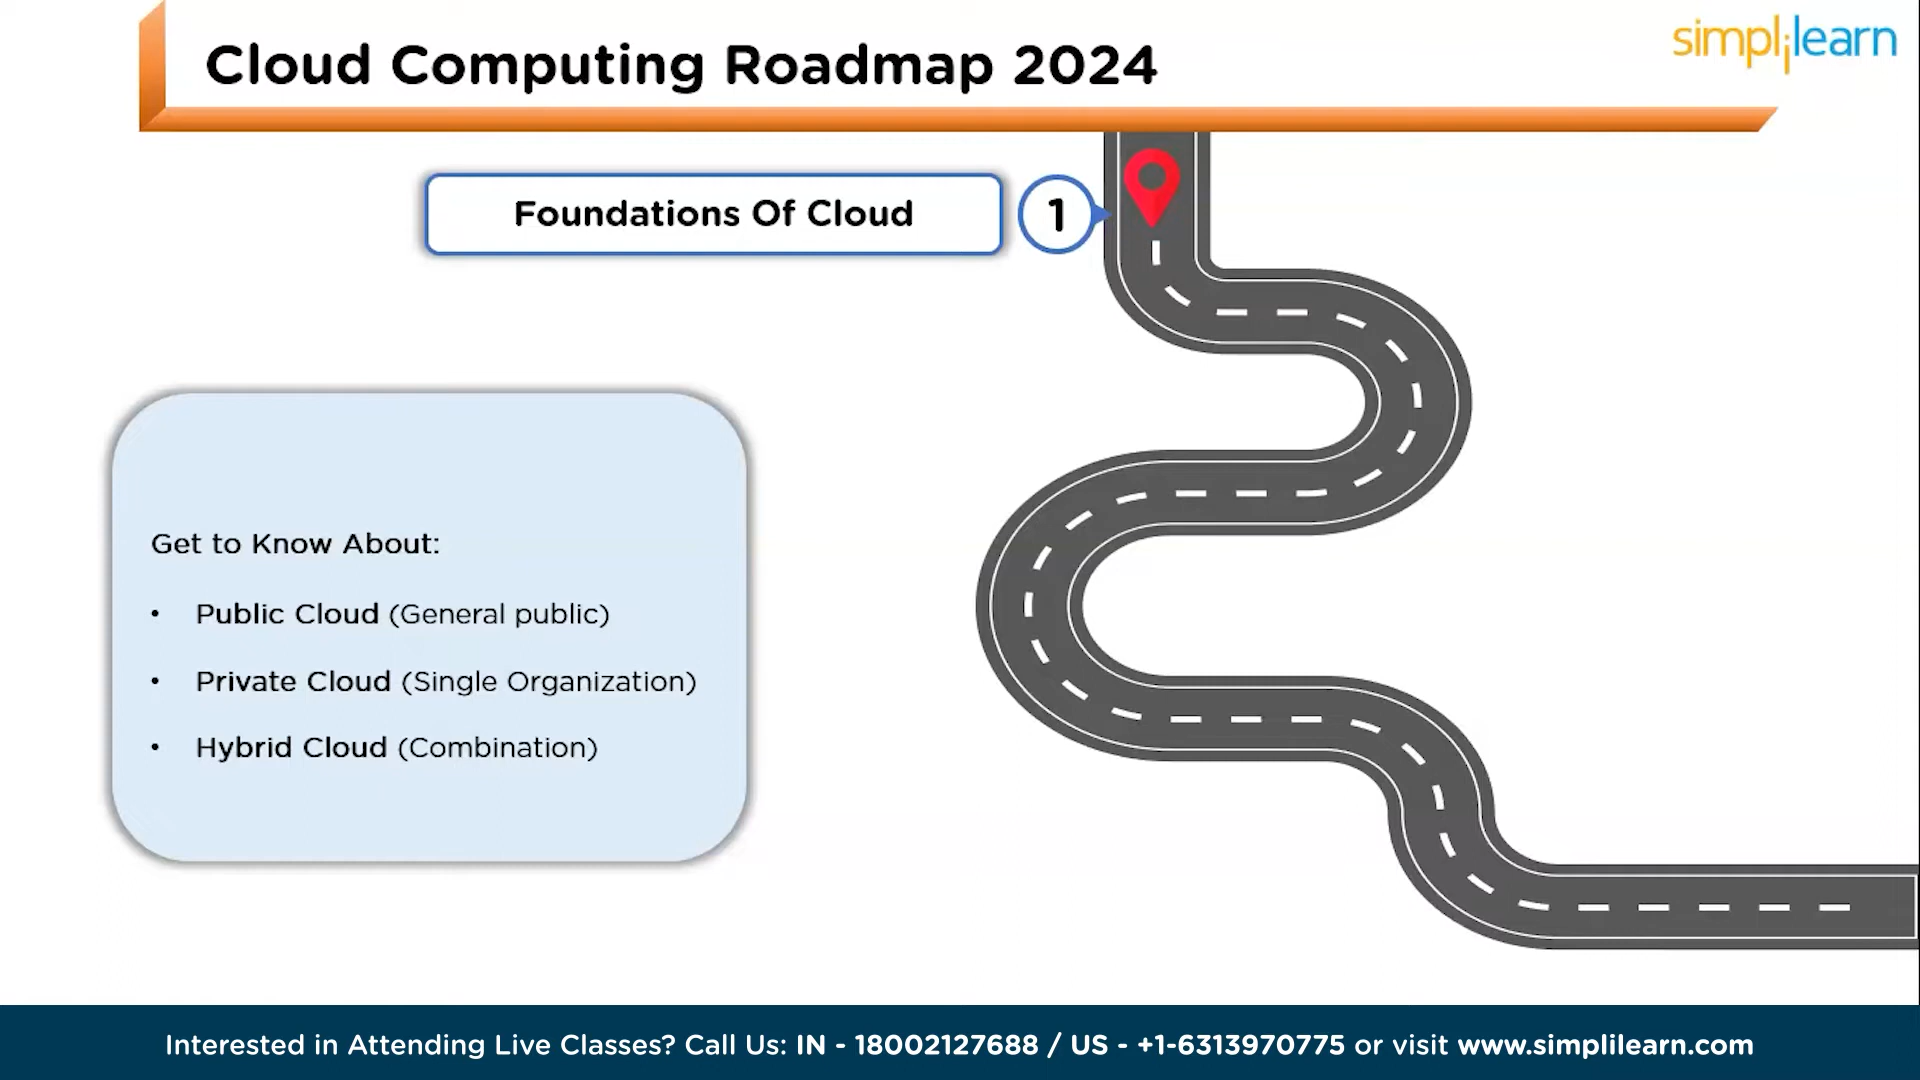 Cloud Computing Roadmap 2024
simplilearn
Foundations Of Cloud
1
Get to Know About:
• Public Cloud (General public)
• Private Cloud (Single Organization)
• Hybrid Cloud (Combination)
Interested in Attending Live Classes? Call Us: IN - 18002127688 / US - +1-6313970775 or visit www.simplilearn.com